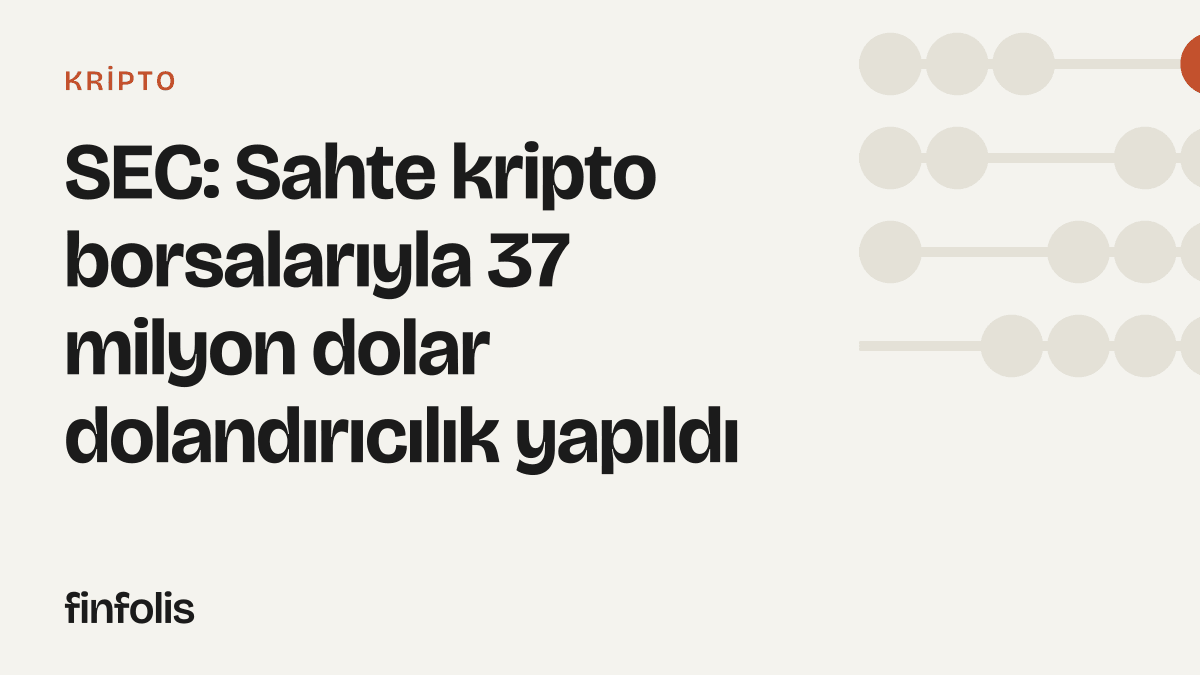 KRİPTO
SEC: Sahte kripto
borsalarıyla 37
milyon dolar
dolandırıcılık yapıldı
finfolis